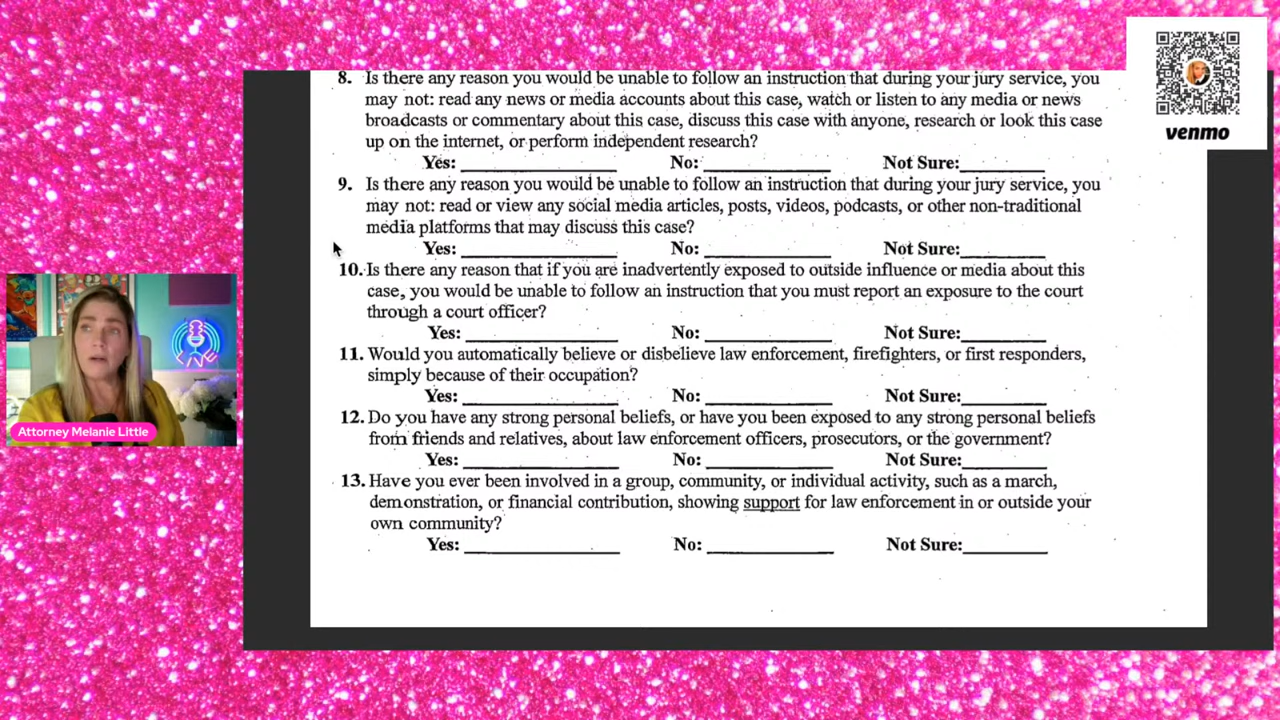 8. Is there any reason you would be unable to follow an instruction that during your jury service, you
may not: read any news or media accounts about this case, watch or listen to any media or news
broadcasts or commentary about this case, discuss this case with anyone, research or look this case
up on the internet, or perform independent research?
Yes: No: Not Sure:
9. Is there any reason you would be unable to follow an instruction that during your jury service, you
may not: read or view any social media articles, posts, videos, podcasts, or other non-traditional
media platforms that may discuss this case?
Yes: No: Not Sure:
10. Is there any reason that if you are inadvertently exposed to outside influence or media about this
case, you would be unable to follow an instruction that you must report an exposure to the court
through a court officer?
Yes: No: Not Sure:
11. Would you automatically believe or disbelieve law enforcement, firefighters, or first responders,
simply because of their occupation?
Yes: No: Not Sure:
12. Do you have any strong personal beliefs, or have you been exposed to any strong personal beliefs
from friends and relatives, about law enforcement officers, prosecutors, or the government?
Yes: No: Not Sure:
13. Have you ever been involved in a group, community, or individual activity, such as a march,
demonstration, or financial contribution, showing support for law enforcement in or outside your
own community?
Yes: No: Not Sure:
venmo
Attorney Melanie Little